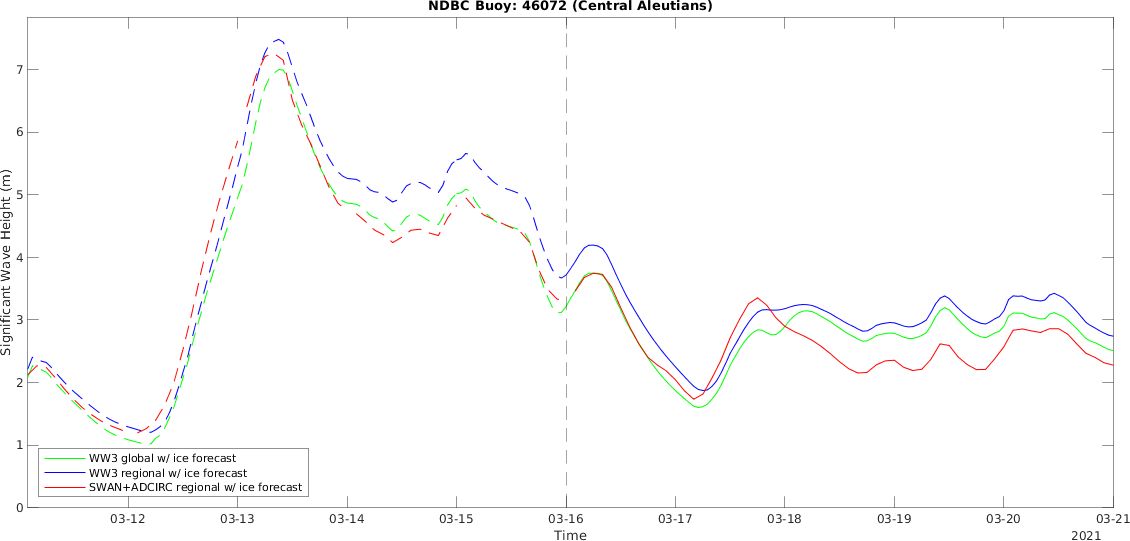 NDBC Buoy: 46072 (Central Aleutians)
Significant Wave Height (m)
7
6
5
4
3
2
1
0
WW3 global w/ ice forecast
WW3 regional w/ ice forecast
SWAN+ADCIRC regional w/ ice forecast
03-12 03-13 03-14 03-15 03-16 03-17 03-18 03-19 03-20 03-21
Time
2021